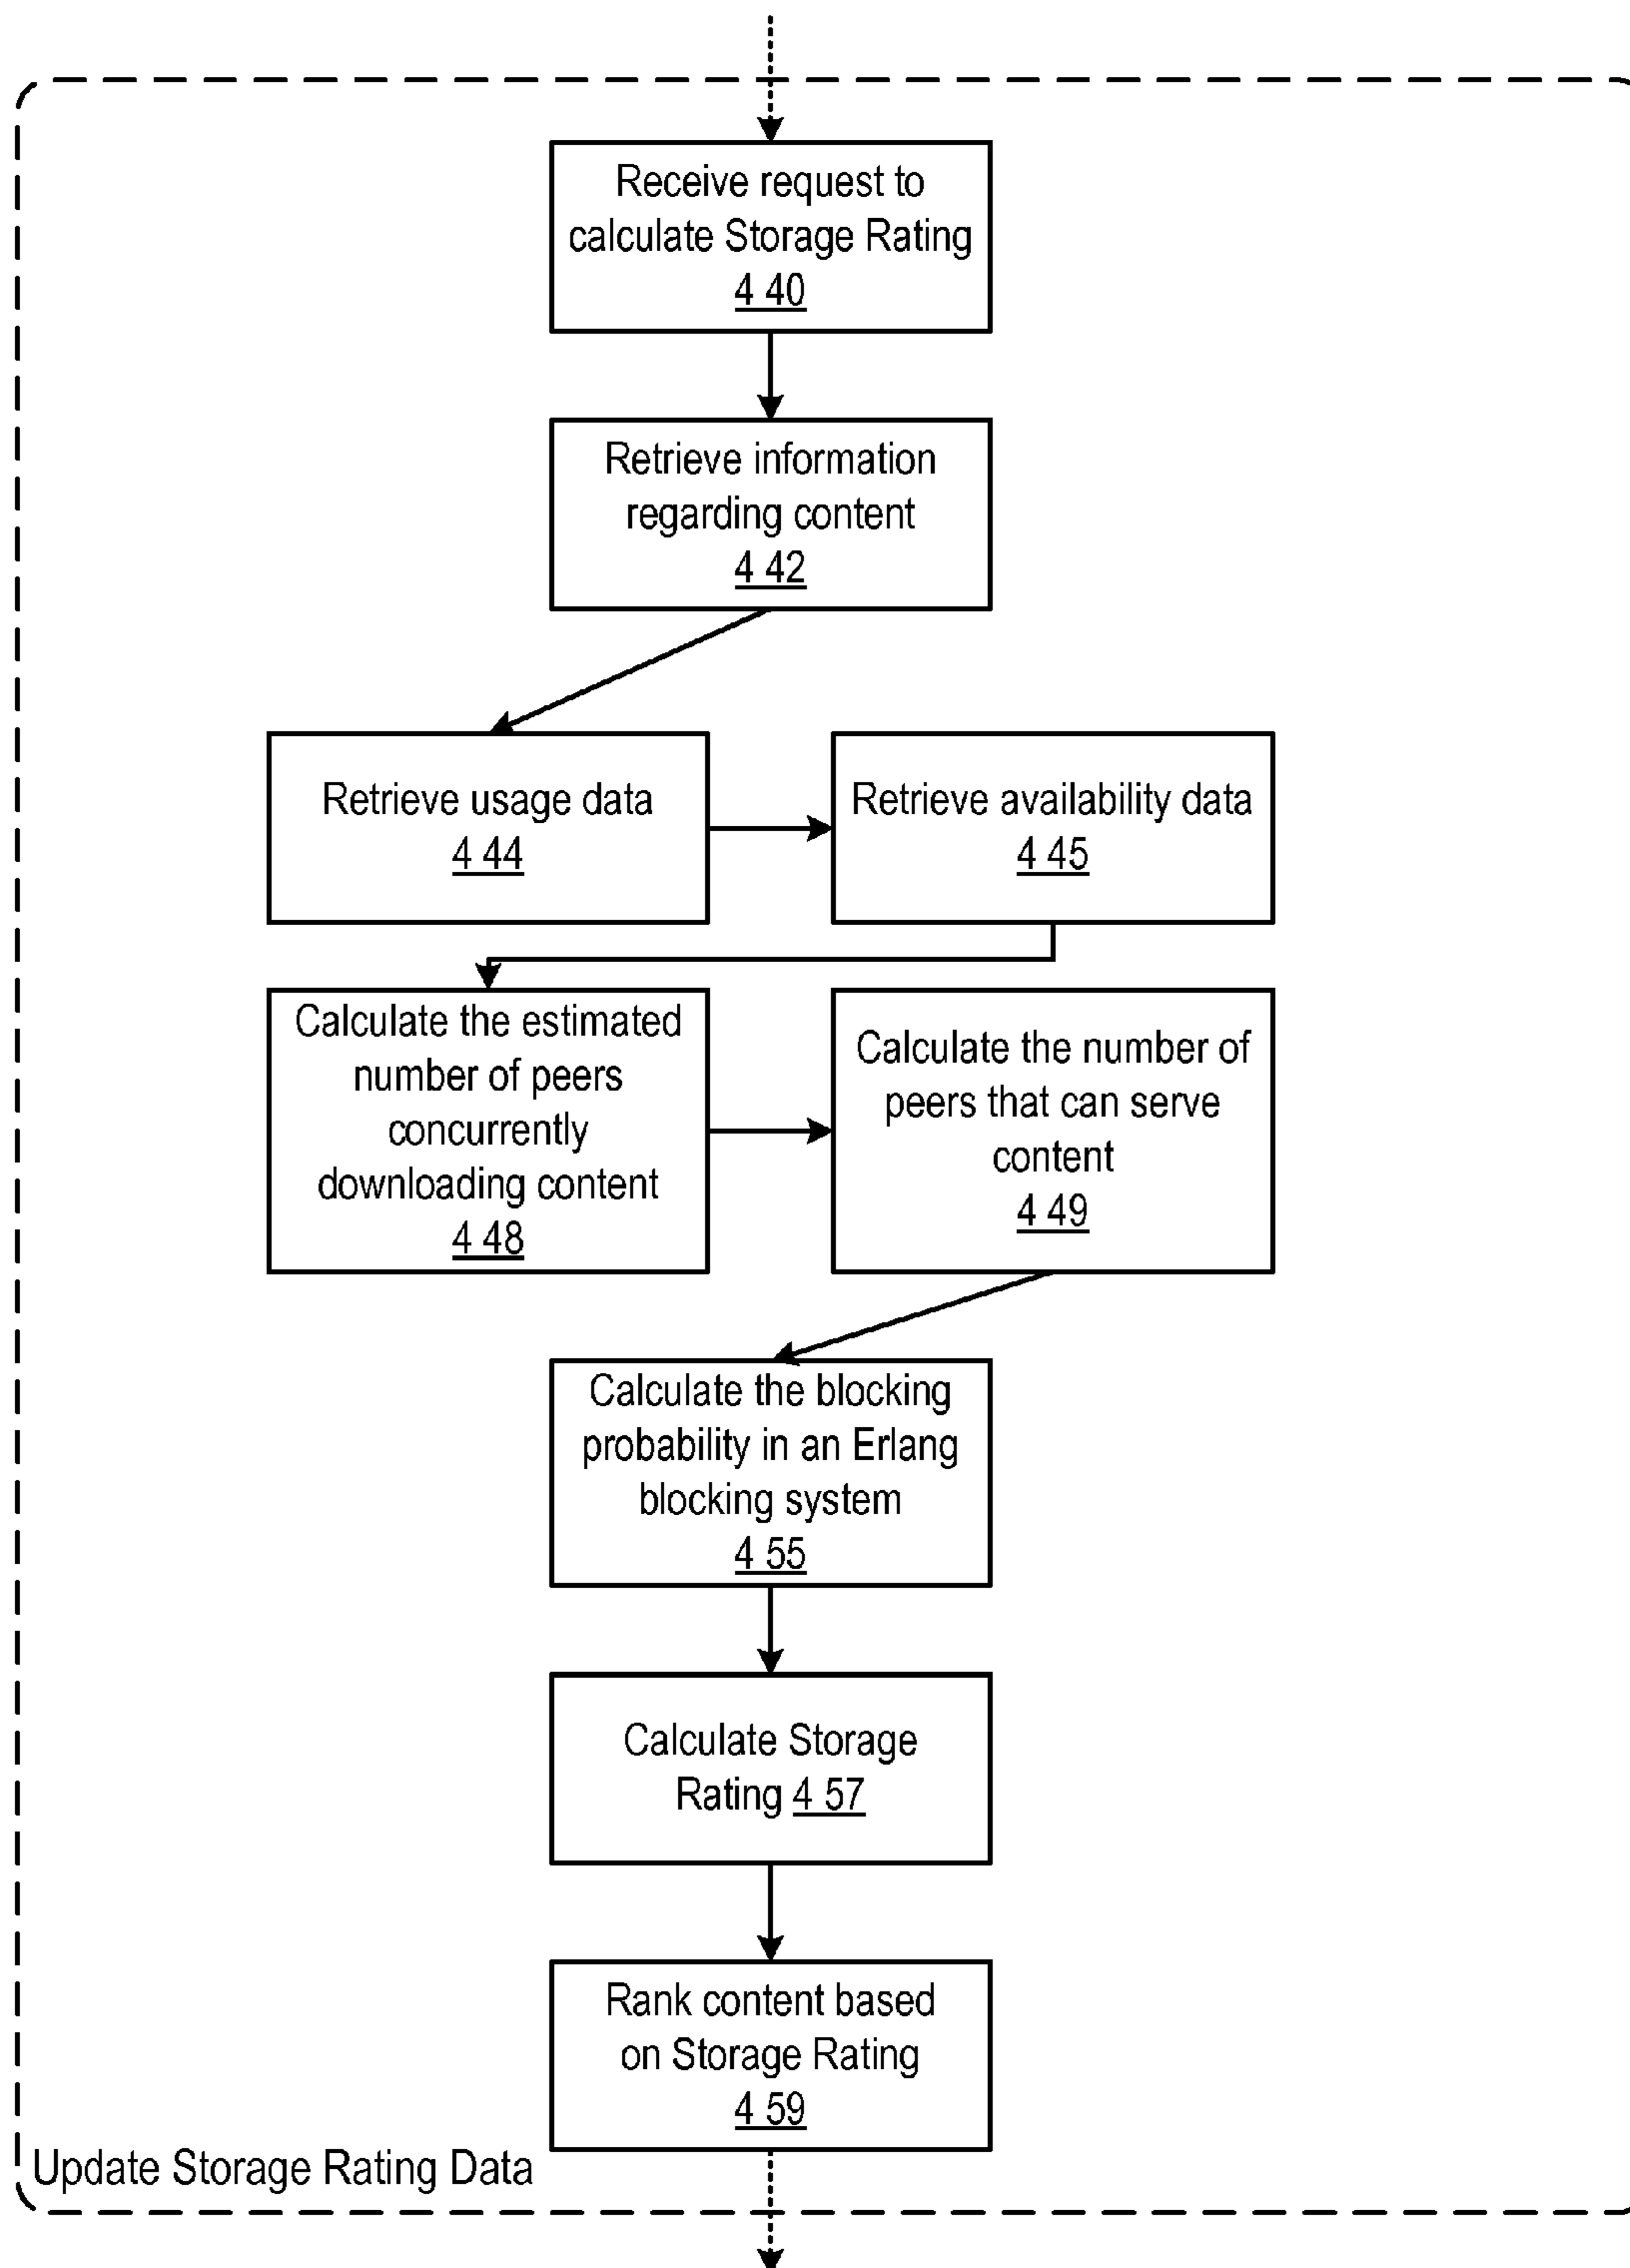 Receive request to
calculate Storage Rating
4 40
Retrieve information
regarding content
4 42
Retrieve usage data
4 44
Retrieve availability data
4 45
Calculate the estimated
number of peers
concurrently
downloading content
4 48
Calculate the number of
peers that can serve
content
4 49
Calculate the blocking
probability in an Erlang
blocking system
4 55
Calculate Storage
Rating 4 57
Rank content based
on Storage Rating
4 59
Update Storage Rating Data